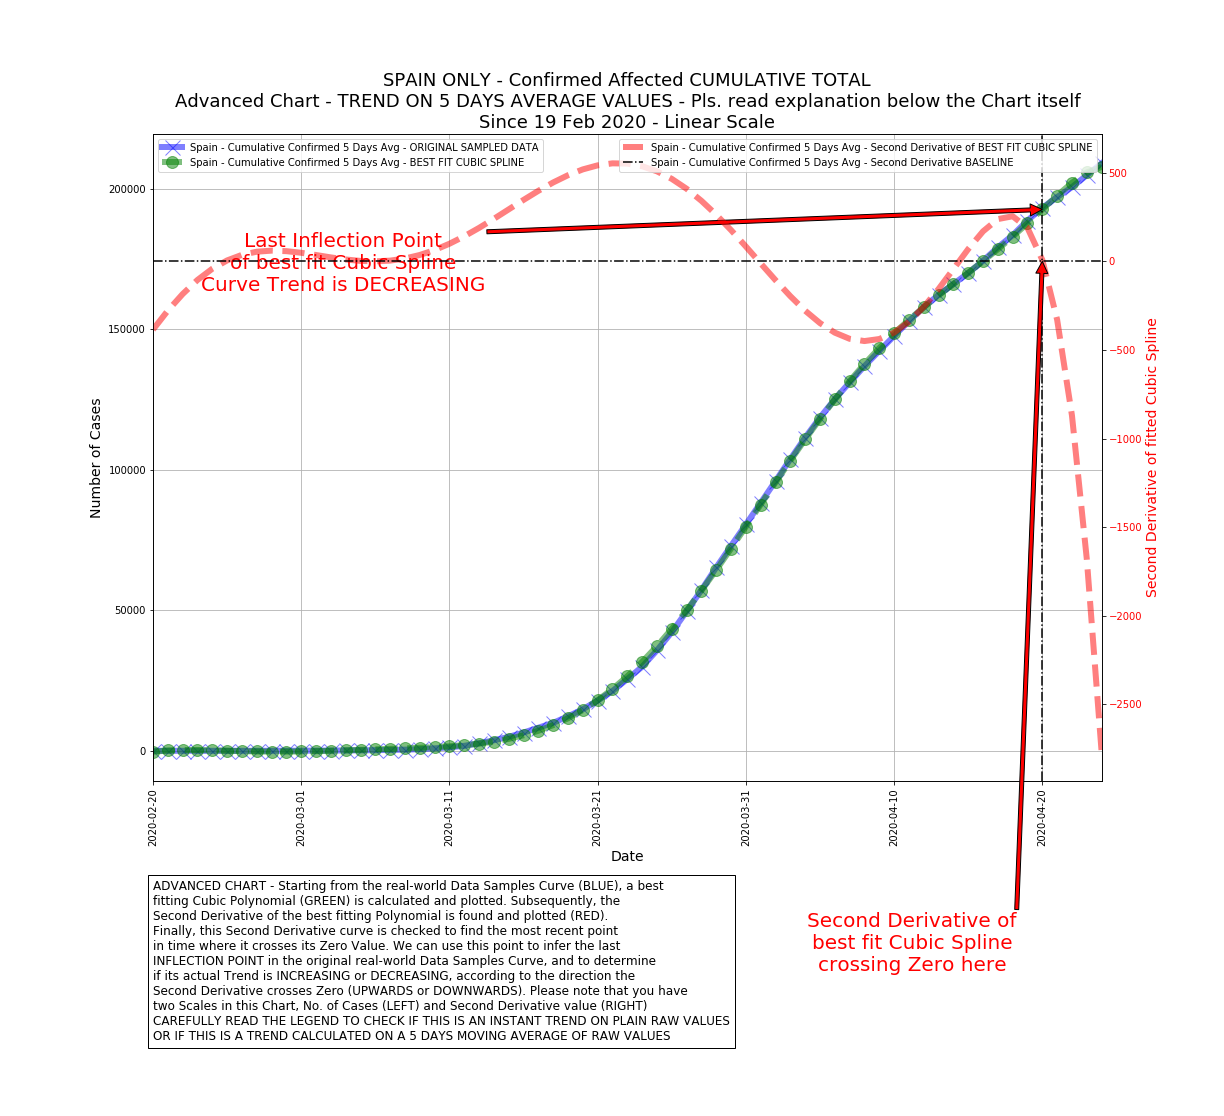 SPAIN ONLY - Confirmed Affected CUMULATIVE TOTAL
Advanced Chart - TREND ON 5 DAYS AVERAGE VALUES - Pls. read explanation below the Chart itself
Since 19 Feb 2020 - Linear Scale
Spain - Cumulative Confirmed 5 Days Avg - ORIGINAL SAMPLED DATA
Spain - Cumulative Confirmed 5 Days Avg - BEST FIT CUBIC SPLINE
Spain - Cumulative Confirmed 5 Days Avg - Second Derivative of BEST FIT CUBIC SPLINE
Spain - Cumulative Confirmed 5 Days Avg - Second Derivative BASELINE
Last Inflection Point
of best fit Cubic Spline
Curve Trend is DECREASING
Number of Cases
200000
150000
100000
50000
0
500
0
−500
−1000
−1500
−2000
−2500
Second Derivative of fitted Cubic Spline
2020-02-20
2020-03-01
2020-03-11
2020-03-21
2020-03-31
2020-04-10
2020-04-20
Date
ADVANCED CHART - Starting from the real-world Data Samples Curve (BLUE), a best
fitting Cubic Polynomial (GREEN) is calculated and plotted. Subsequently, the
Second Derivative of the best fitting Polynomial is found and plotted (RED).
Finally, this Second Derivative curve is checked to find the most recent point
in time where it crosses its Zero Value. We can use this point to infer the last
INFLECTION POINT in the original real-world Data Samples Curve, and to determine
if its actual Trend is INCREASING or DECREASING, according to the direction the
Second Derivative crosses Zero (UPWARDS or DOWNWARDS). Please note that you have
two Scales in this Chart, No. of Cases (LEFT) and Second Derivative value (RIGHT)
CAREFULLY READ THE LEGEND TO CHECK IF THIS IS AN INSTANT TREND ON PLAIN RAW VALUES
OR IF THIS IS A TREND CALCULATED ON A 5 DAYS MOVING AVERAGE OF RAW VALUES
Second Derivative of
best fit Cubic Spline
crossing Zero here